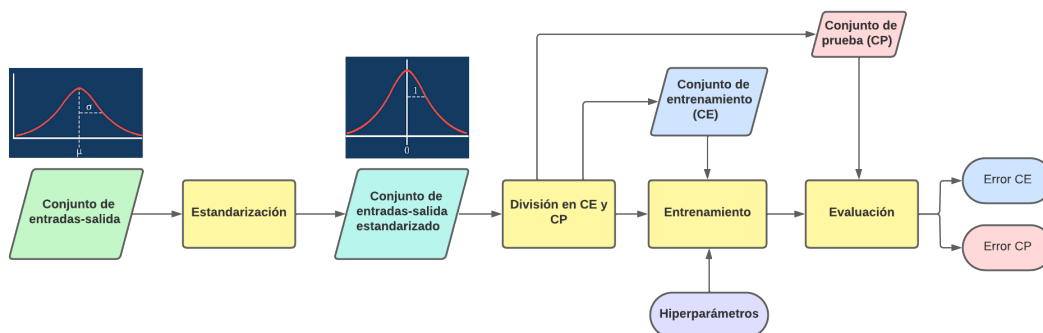 Conjunto de
prueba (CP)
σ
μ
1
0
Conjunto de
entrenamiento
(CE)
Conjunto de
entradas-salida
Estandarización
Conjunto de
entradas-salida
estandarizado
División en CE y
CP
Entrenamiento
Evaluación
Error CE
Error CP
Hiperparámetros